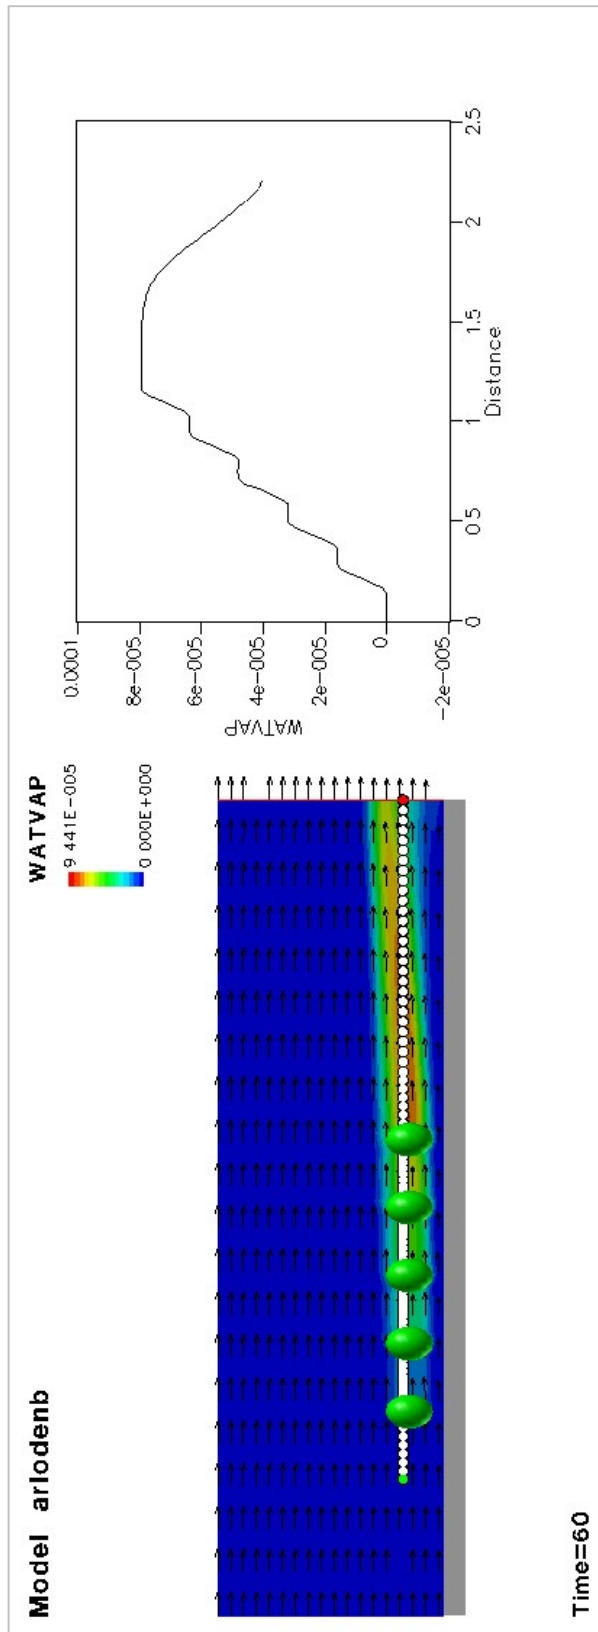 Model arlodenb
WATVAP
9 441E-005
0 000E+000
0.0001
8e-005
6e-005
4e-005
2e-005
0
-2e-005
WATVAP
0
0.5
1
1.5
2
2.5
Distance
Time=60